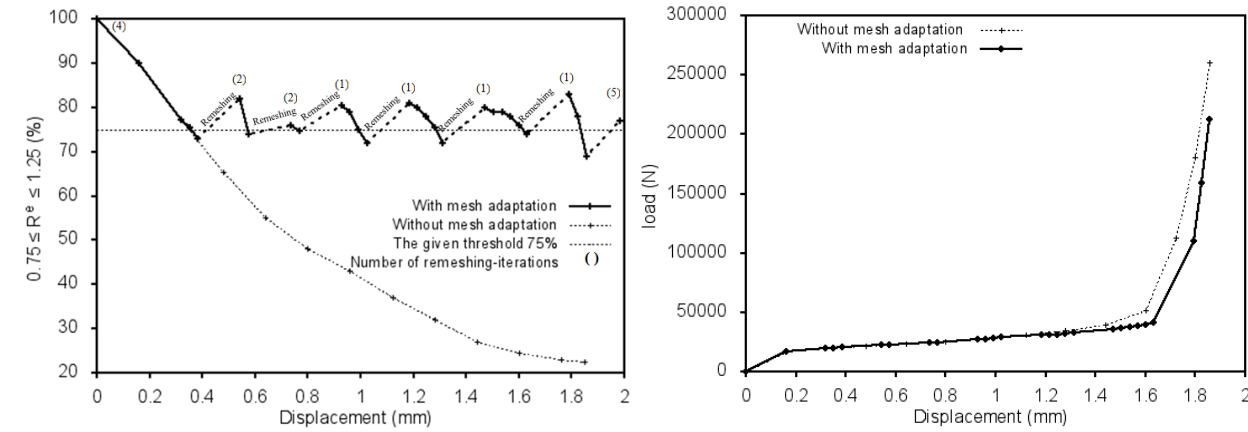 100
90
80
70
60
50
40
30
20
0
0.2
0.4
0.6
0.8
1
1.2
1.4
1.6
1.8
2
Displacement (mm)
0.75 ≤ Rᵉ ≤ 1.25 (%)
(4)
(2)
(2)
(1)
(1)
(1)
(1)
(5)
Remeshing
Remeshing
Remeshing
Remeshing
Remeshing
Remeshing
With mesh adaptation
Without mesh adaptation
The given threshold 75%
Number of remeshing-iterations ( )
300000
250000
200000
150000
100000
50000
0
0
0.2
0.4
0.6
0.8
1
1.2
1.4
1.6
1.8
2
Displacement (mm)
load (N)
Without mesh adaptation
With mesh adaptation